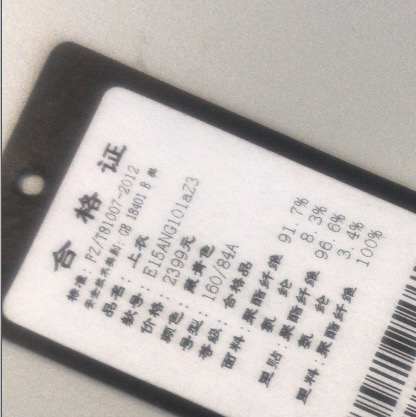 合格证
标准：FZ/T81007-2012
安全技术类别：GB 18401 B 类
品名：上衣
款号：E15ANG101aZ3
价格：2399元
颜色：藏黄色
号型：160/84A
等级：合格品
面料：聚酯纤维 91.7%
氨 纶 8.3%
里贴：聚酯纤维 96.6%
氨 纶 3.4%
里料：聚酯纤维 100%